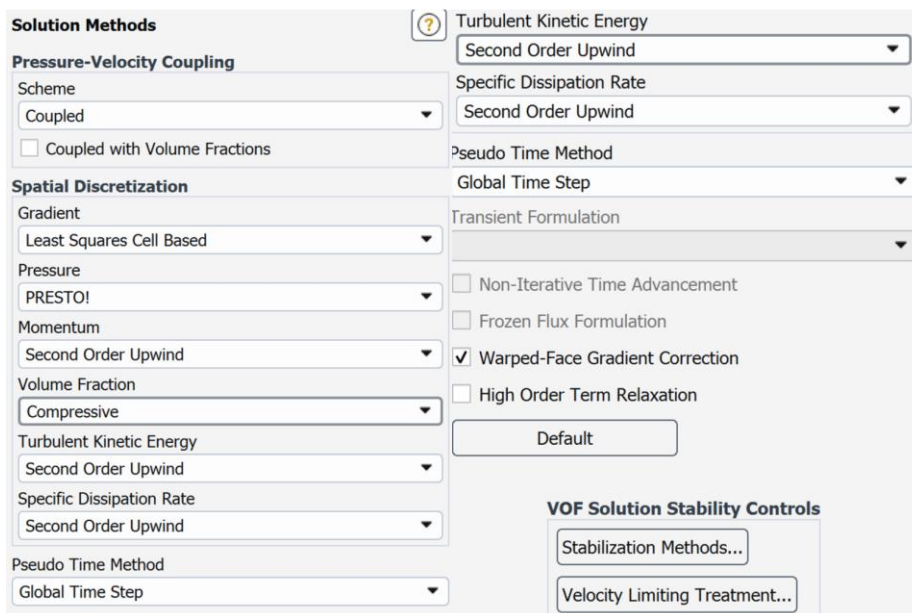 Solution Methods
Pressure-Velocity Coupling
Scheme
Coupled
Coupled with Volume Fractions
Spatial Discretization
Gradient
Least Squares Cell Based
Pressure
PRESTO!
Momentum
Second Order Upwind
Volume Fraction
Compressive
Turbulent Kinetic Energy
Second Order Upwind
Specific Dissipation Rate
Second Order Upwind
Pseudo Time Method
Global Time Step
?
Turbulent Kinetic Energy
Second Order Upwind
Specific Dissipation Rate
Second Order Upwind
Pseudo Time Method
Global Time Step
Transient Formulation
Non-Iterative Time Advancement
Frozen Flux Formulation
Warped-Face Gradient Correction
High Order Term Relaxation
Default
VOF Solution Stability Controls
Stabilization Methods...
Velocity Limiting Treatment...